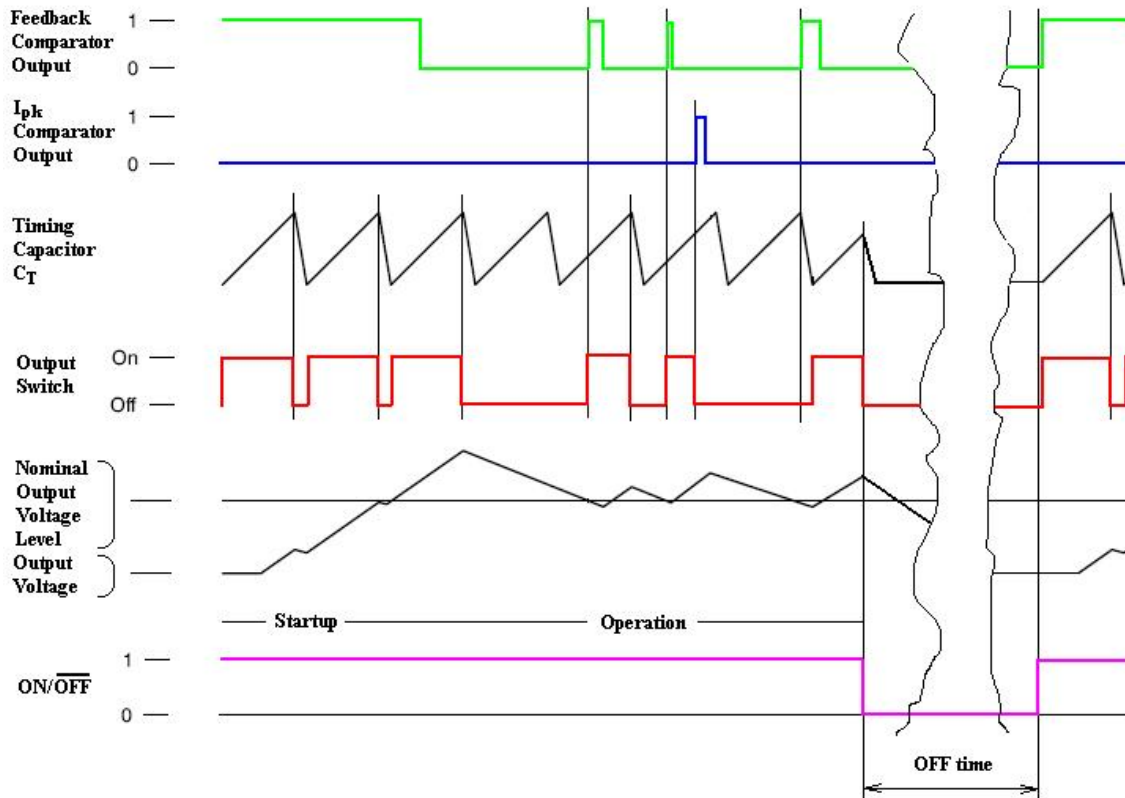 Feedback
Comparator
Output
1
0
Ipk
Comparator
Output
1
0
Timing
Capacitor
CT
Output
Switch
On
Off
Nominal
Output
Voltage
Level
Output
Voltage
Startup
Operation
ON/OFF
1
0
OFF time